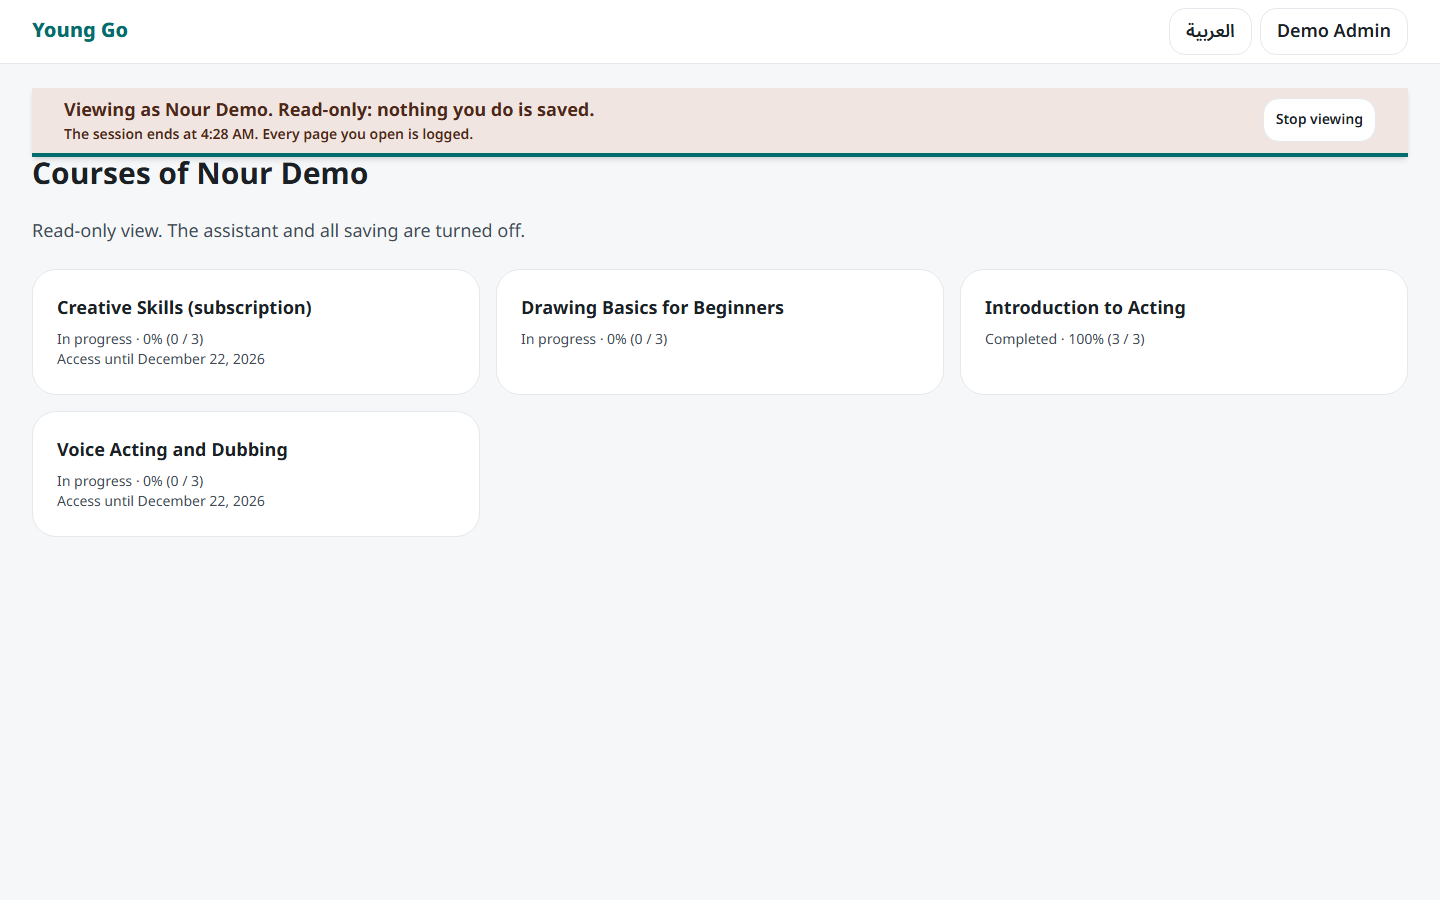 Young Go
العربية
Demo Admin
Viewing as Nour Demo. Read-only: nothing you do is saved.
The session ends at 4:28 AM. Every page you open is logged.
Stop viewing
Courses of Nour Demo
Read-only view. The assistant and all saving are turned off.
Creative Skills (subscription)
In progress · 0% (0 / 3)
Access until December 22, 2026
Drawing Basics for Beginners
In progress · 0% (0 / 3)
Introduction to Acting
Completed · 100% (3 / 3)
Voice Acting and Dubbing
In progress · 0% (0 / 3)
Access until December 22, 2026